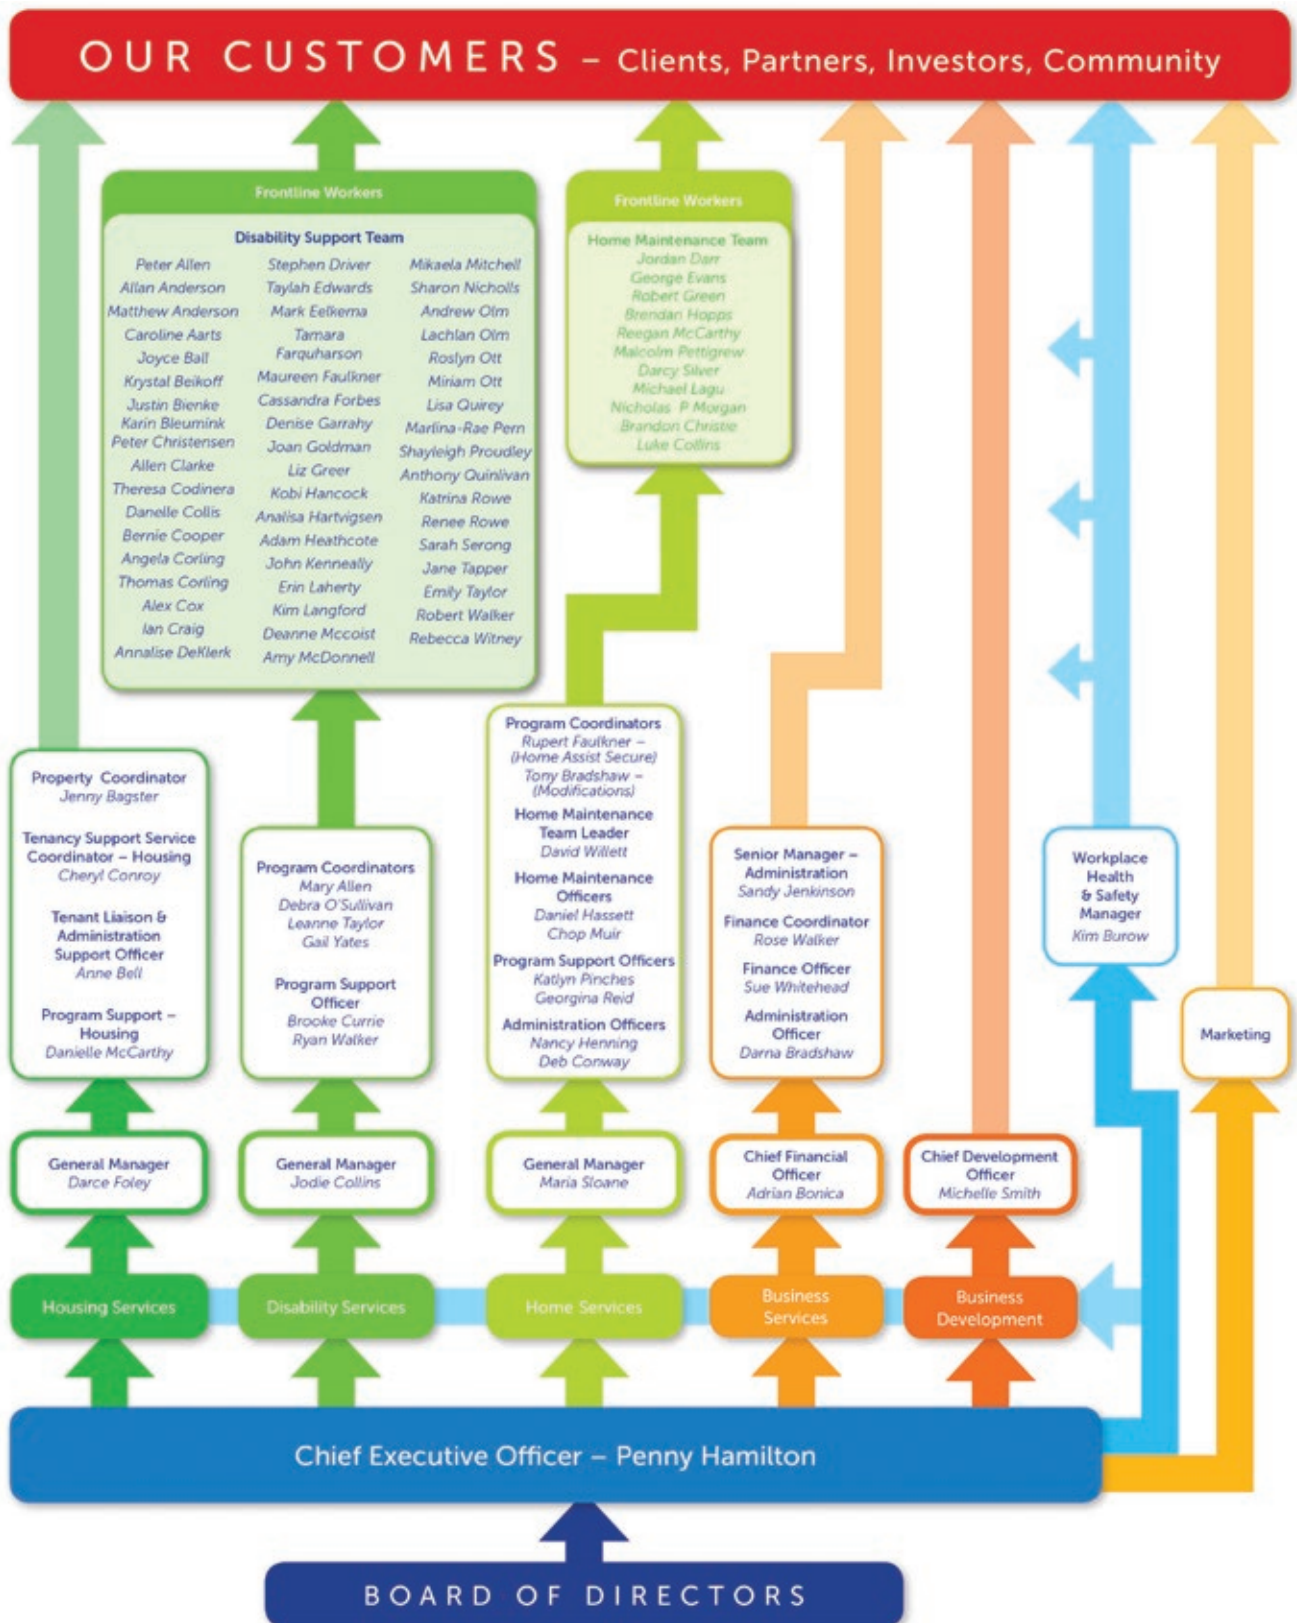 OUR CUSTOMERS – Clients, Partners, Investors, Community
Frontline Workers
Disability Support Team
Peter Allen
Allan Anderson
Matthew Anderson
Caroline Aarts
Joyce Ball
Krystal Beikoff
Justin Bienke
Karin Bleumink
Peter Christensen
Allen Clarke
Theresa Codinera
Danelle Collis
Bernie Cooper
Angela Corling
Thomas Corling
Alex Cox
Ian Craig
Annalise DeKlerk
Stephen Driver
Taylah Edwards
Mark Eelkema
Tamara
Farquharson
Maureen Faulkner
Cassandra Forbes
Denise Garrahy
Joan Goldman
Liz Greer
Kobi Hancock
Analisa Hartvigsen
Adam Heathcote
John Kenneally
Erin Laherty
Kim Langford
Deanne Mccoist
Amy McDonnell
Mikaela Mitchell
Sharon Nicholls
Andrew Olm
Lachlan Olm
Roslyn Ott
Miriam Ott
Lisa Quirey
Marlina-Rae Pern
Shayleigh Proudley
Anthony Quinlivan
Katrina Rowe
Renee Rowe
Sarah Serong
Jane Tapper
Emily Taylor
Robert Walker
Rebecca Witney
Frontline Workers
Home Maintenance Team
Jordan Darr
George Evans
Robert Green
Brendan Hopps
Reegan McCarthy
Malcolm Pettigrew
Darcy Silver
Michael Lagu
Nicholas P Morgan
Brandon Christie
Luke Collins
Property Coordinator
Jenny Bagster
Tenancy Support Service
Coordinator – Housing
Cheryl Conroy
Tenant Liaison &
Administration
Support Officer
Anne Bell
Program Support –
Housing
Danielle McCarthy
Program Coordinators
Mary Allen
Debra O'Sullivan
Leanne Taylor
Gail Yates
Program Support
Officer
Brooke Currie
Ryan Walker
Program Coordinators
Rupert Faulkner –
(Home Assist Secure)
Tony Bradshaw –
(Modifications)
Home Maintenance
Team Leader
David Willett
Home Maintenance
Officers
Daniel Hassett
Chop Muir
Program Support Officers
Katlyn Pinches
Georgina Reid
Administration Officers
Nancy Henning
Deb Conway
Senior Manager –
Administration
Sandy Jenkinson
Finance Coordinator
Rose Walker
Finance Officer
Sue Whitehead
Administration
Officer
Darna Bradshaw
Workplace
Health
& Safety
Manager
Kim Burow
Marketing
General Manager
Darce Foley
General Manager
Jodie Collins
General Manager
Maria Sloane
Chief Financial
Officer
Adrian Bonica
Chief Development
Officer
Michelle Smith
Housing Services
Disability Services
Home Services
Business
Services
Business
Development
Chief Executive Officer – Penny Hamilton
BOARD OF DIRECTORS